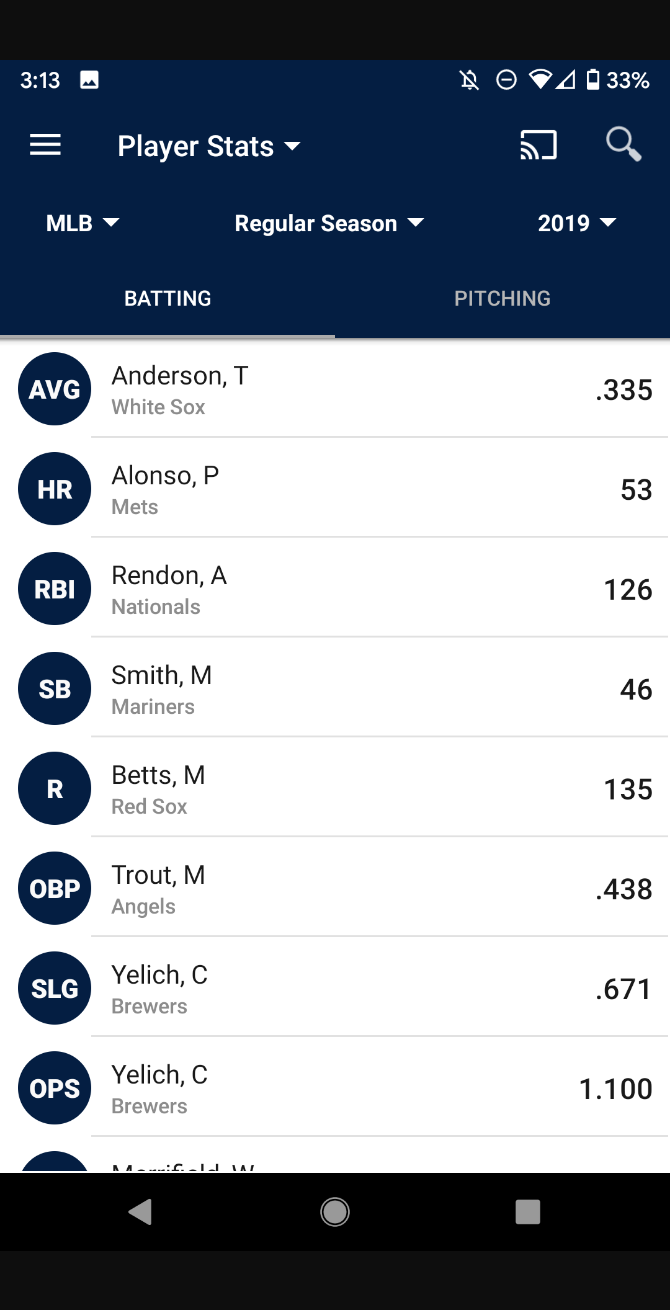 3:13 33%
Player Stats
MLB Regular Season 2019
BATTING PITCHING
AVG Anderson, T .335
White Sox
HR Alonso, P 53
Mets
RBI Rendon, A 126
Nationals
SB Smith, M 46
Mariners
R Betts, M 135
Red Sox
OBP Trout, M .438
Angels
SLG Yelich, C .671
Brewers
OPS Yelich, C 1.100
Brewers
Merrifield, W